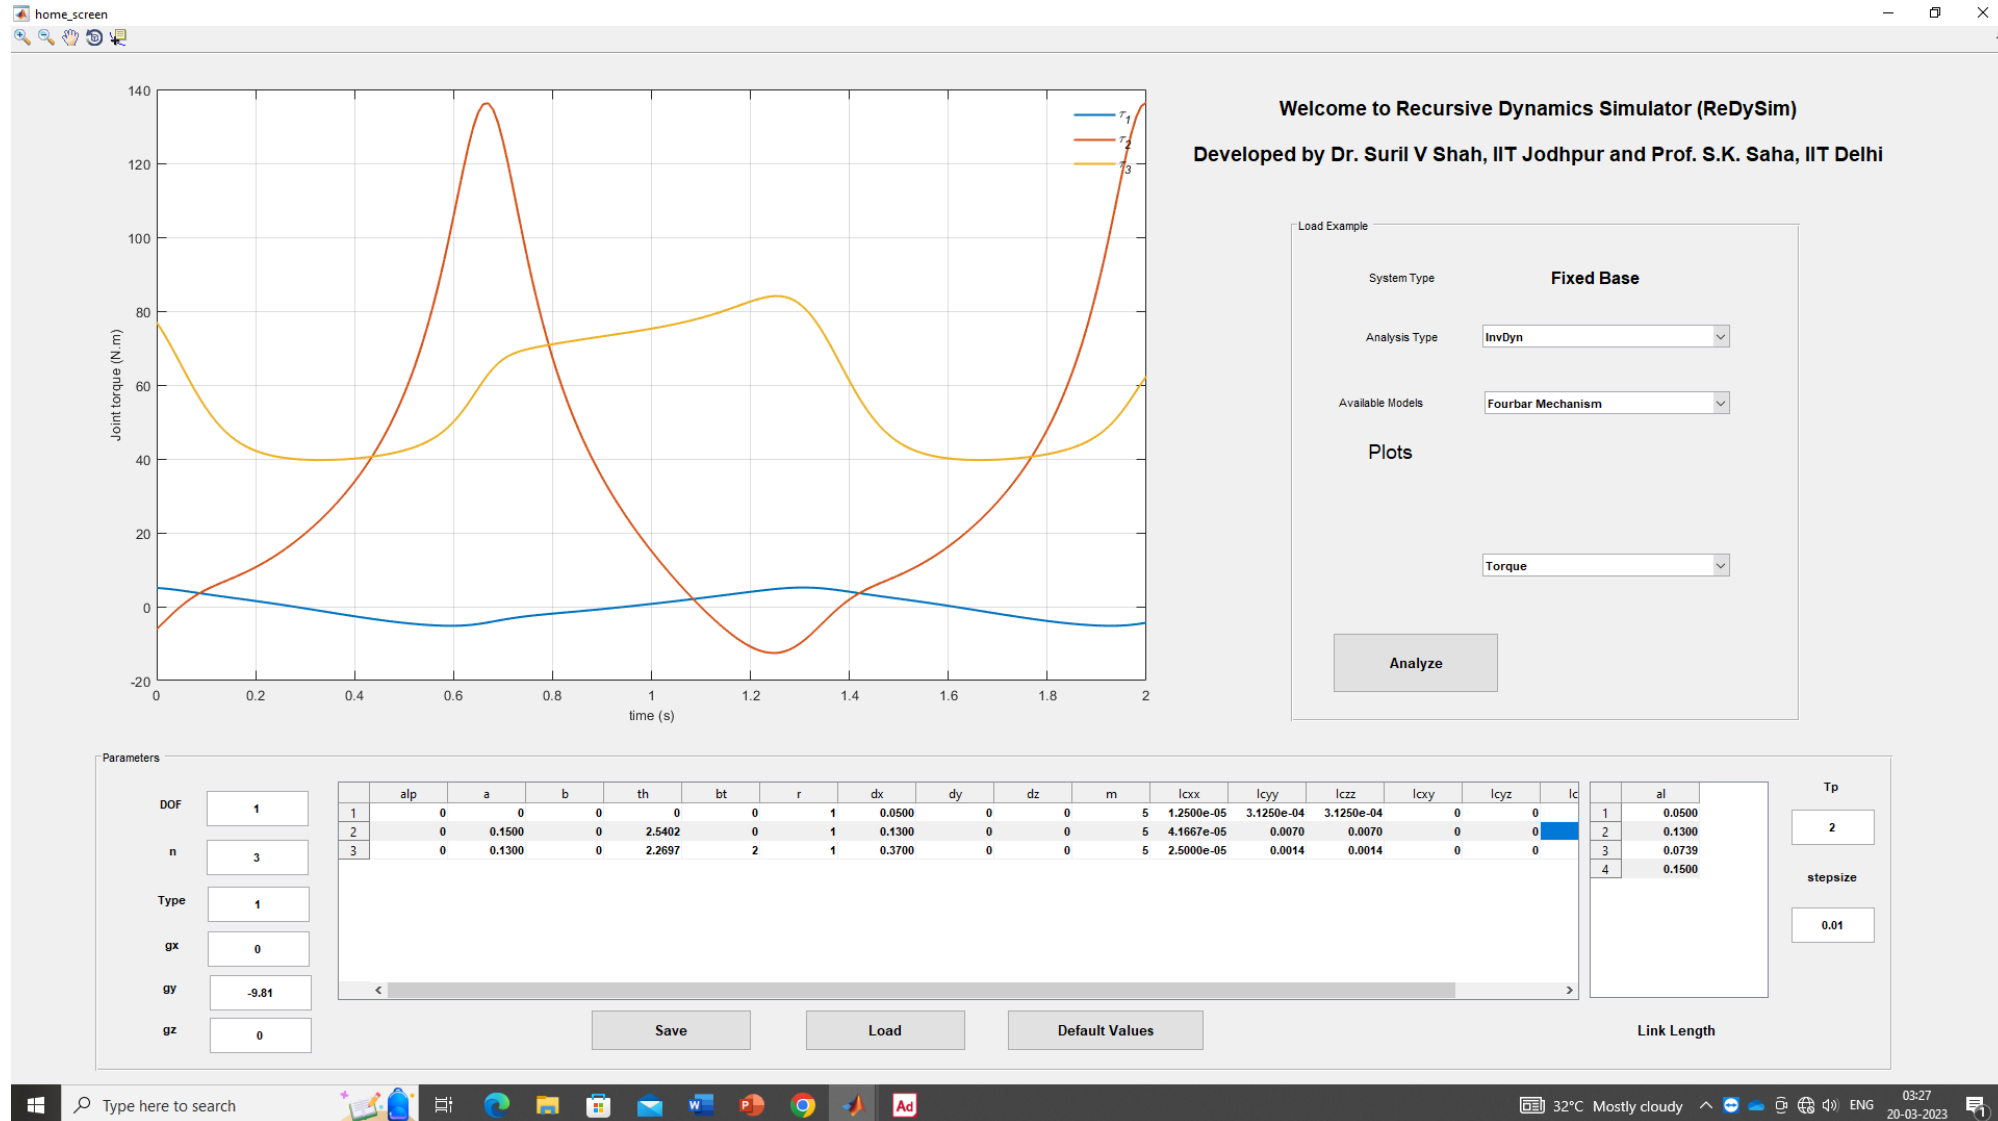 home_screen
140
120
100
80
60
40
20
0
-20
Joint torque (N.m)
0 0.2 0.4 0.6 0.8 1 1.2 1.4 1.6 1.8 2
time (s)
τ1
τ2
τ3
Welcome to Recursive Dynamics Simulator (ReDySim)
Developed by Dr. Suril V Shah, IIT Jodhpur and Prof. S.K. Saha, IIT Delhi
Load Example
System Type Fixed Base
Analysis Type InvDyn
Available Models Fourbar Mechanism
Plots
Torque
Analyze
Parameters
DOF 1
n 3
Type 1
gx 0
gy -9.81
gz 0
alp a b th bt r dx dy dz m Icxx Icyy Iczz Icxy Icyz Ic
1 0 0 0 0 0 1 0.0500 0 0 5 1.2500e-05 3.1250e-04 3.1250e-04 0 0
2 0 0.1500 0 2.5402 0 1 0.1300 0 0 5 4.1667e-05 0.0070 0.0070 0 0
3 0 0.1300 0 2.2697 2 1 0.3700 0 0 5 2.5000e-05 0.0014 0.0014 0 0
al
1 0.0500
2 0.1300
3 0.0739
4 0.1500
Tp
2
stepsize
0.01
Save Load Default Values Link Length
Type here to search
W
P
Ad
32°C Mostly cloudy ENG
03:27
20-03-2023
1